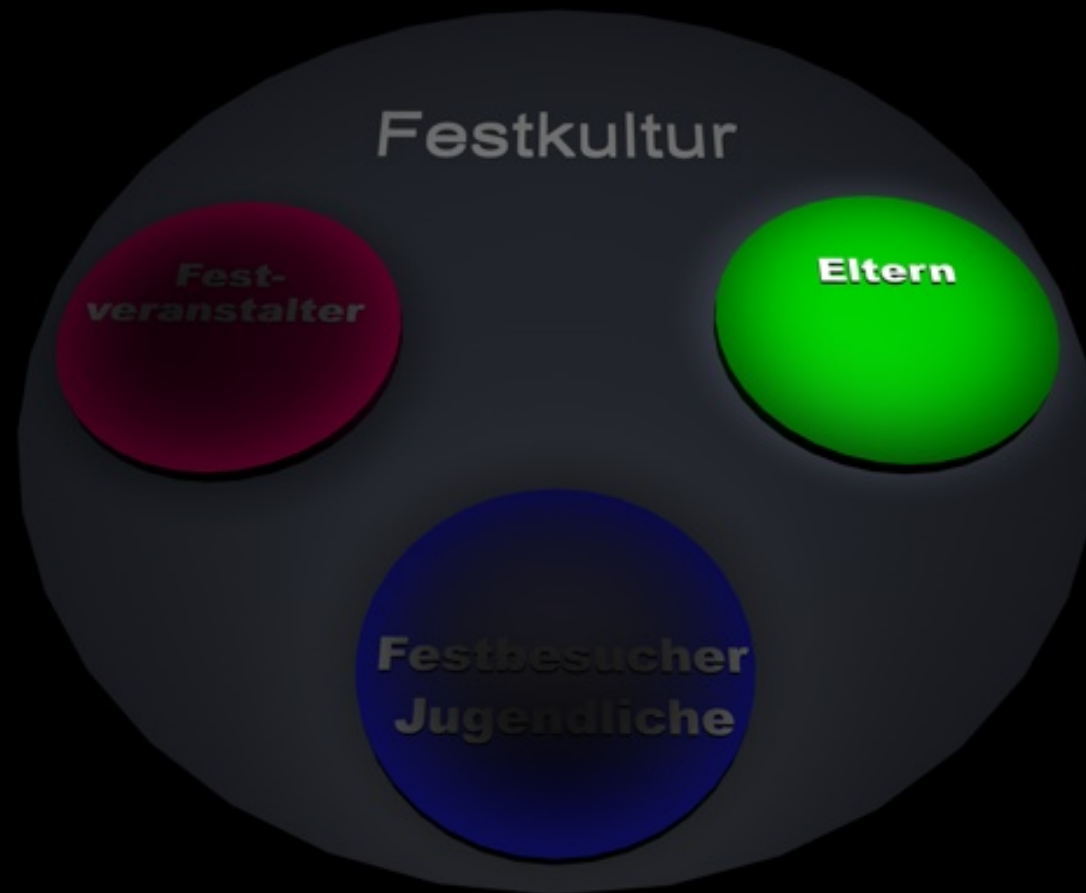 Festkultur
Fest-
veranstalter
Eltern
Festbesucher
Jugendliche